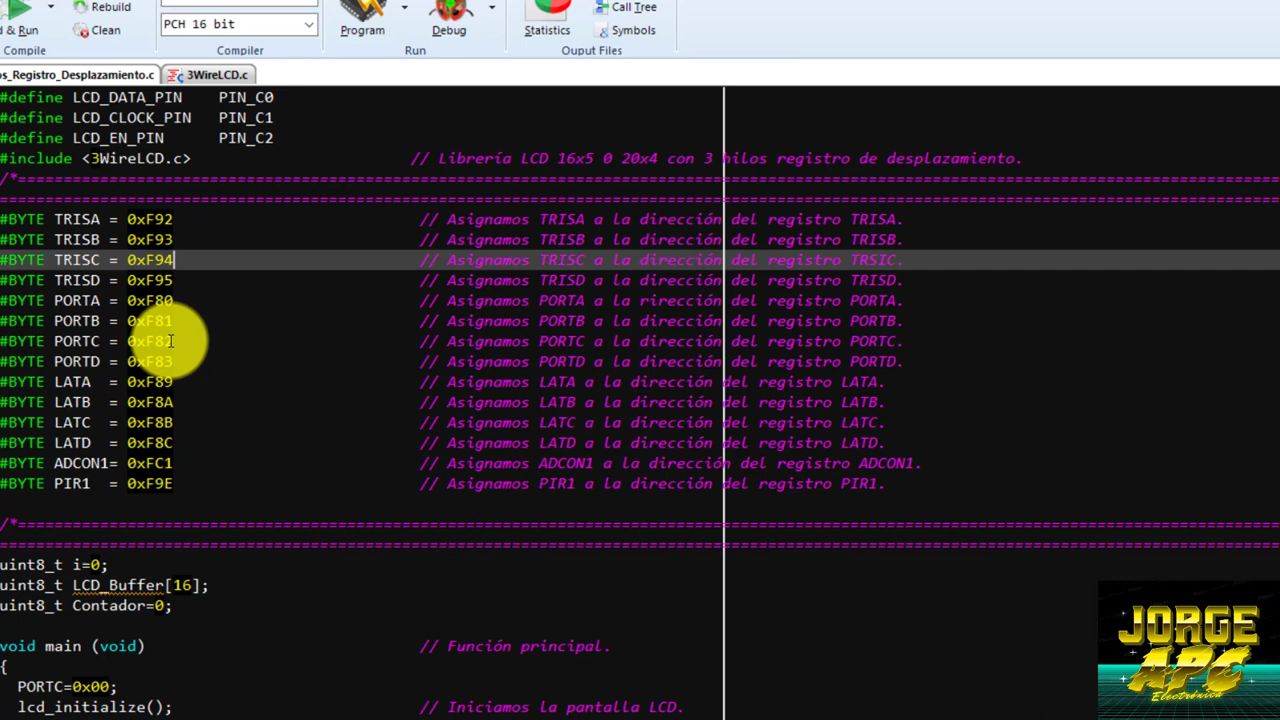 Rebuild
Call Tree
& Run
Clean
PCH 16 bit
Program
Debug
Statistics
Symbols
Compile
Compiler
Run
Ouput Files
os_Registro_Desplazamiento.c
3WireLCD.c
#define LCD_DATA_PIN PIN_C0
#define LCD_CLOCK_PIN PIN_C1
#define LCD_EN_PIN PIN_C2
#include <3WireLCD.c> // Librería LCD 16x5 0 20x4 con 3 hilos registro de desplazamiento.
/*==============================================================================
================================================================================
#BYTE TRISA = 0xF92 // Asignamos TRISA a la dirección del registro TRISA.
#BYTE TRISB = 0xF93 // Asignamos TRISB a la dirección del registro TRISB.
#BYTE TRISC = 0xF94 // Asignamos TRISC a la dirección del registro TRSIC.
#BYTE TRISD = 0xF95 // Asignamos TRISD a la dirección del registro TRISD.
#BYTE PORTA = 0xF80 // Asignamos PORTA a la rirección del registro PORTA.
#BYTE PORTB = 0xF81 // Asignamos PORTB a la dirección del registro PORTB.
#BYTE PORTC = 0xF82 // Asignamos PORTC a la dirección del registro PORTC.
#BYTE PORTD = 0xF83 // Asignamos PORTD a la dirección del registro PORTD.
#BYTE LATA = 0xF89 // Asignamos LATA a la dirección del registro LATA.
#BYTE LATB = 0xF8A // Asignamos LATB a la dirección del registro LATB.
#BYTE LATC = 0xF8B // Asignamos LATC a la dirección del registro LATC.
#BYTE LATD = 0xF8C // Asignamos LATD a la dirección del registro LATD.
#BYTE ADCON1= 0xFC1 // Asignamos ADCON1 a la dirección del registro ADCON1.
#BYTE PIR1 = 0xF9E // Asignamos PIR1 a la dirección del registro PIR1.
/*==============================================================================
================================================================================
uint8_t i=0;
uint8_t LCD_Buffer[16];
uint8_t Contador=0;
void main (void) // Función principal.
{
PORTC=0x00;
lcd_initialize(); // Iniciamos la pantalla LCD.
JORGE
APC
Electrónica